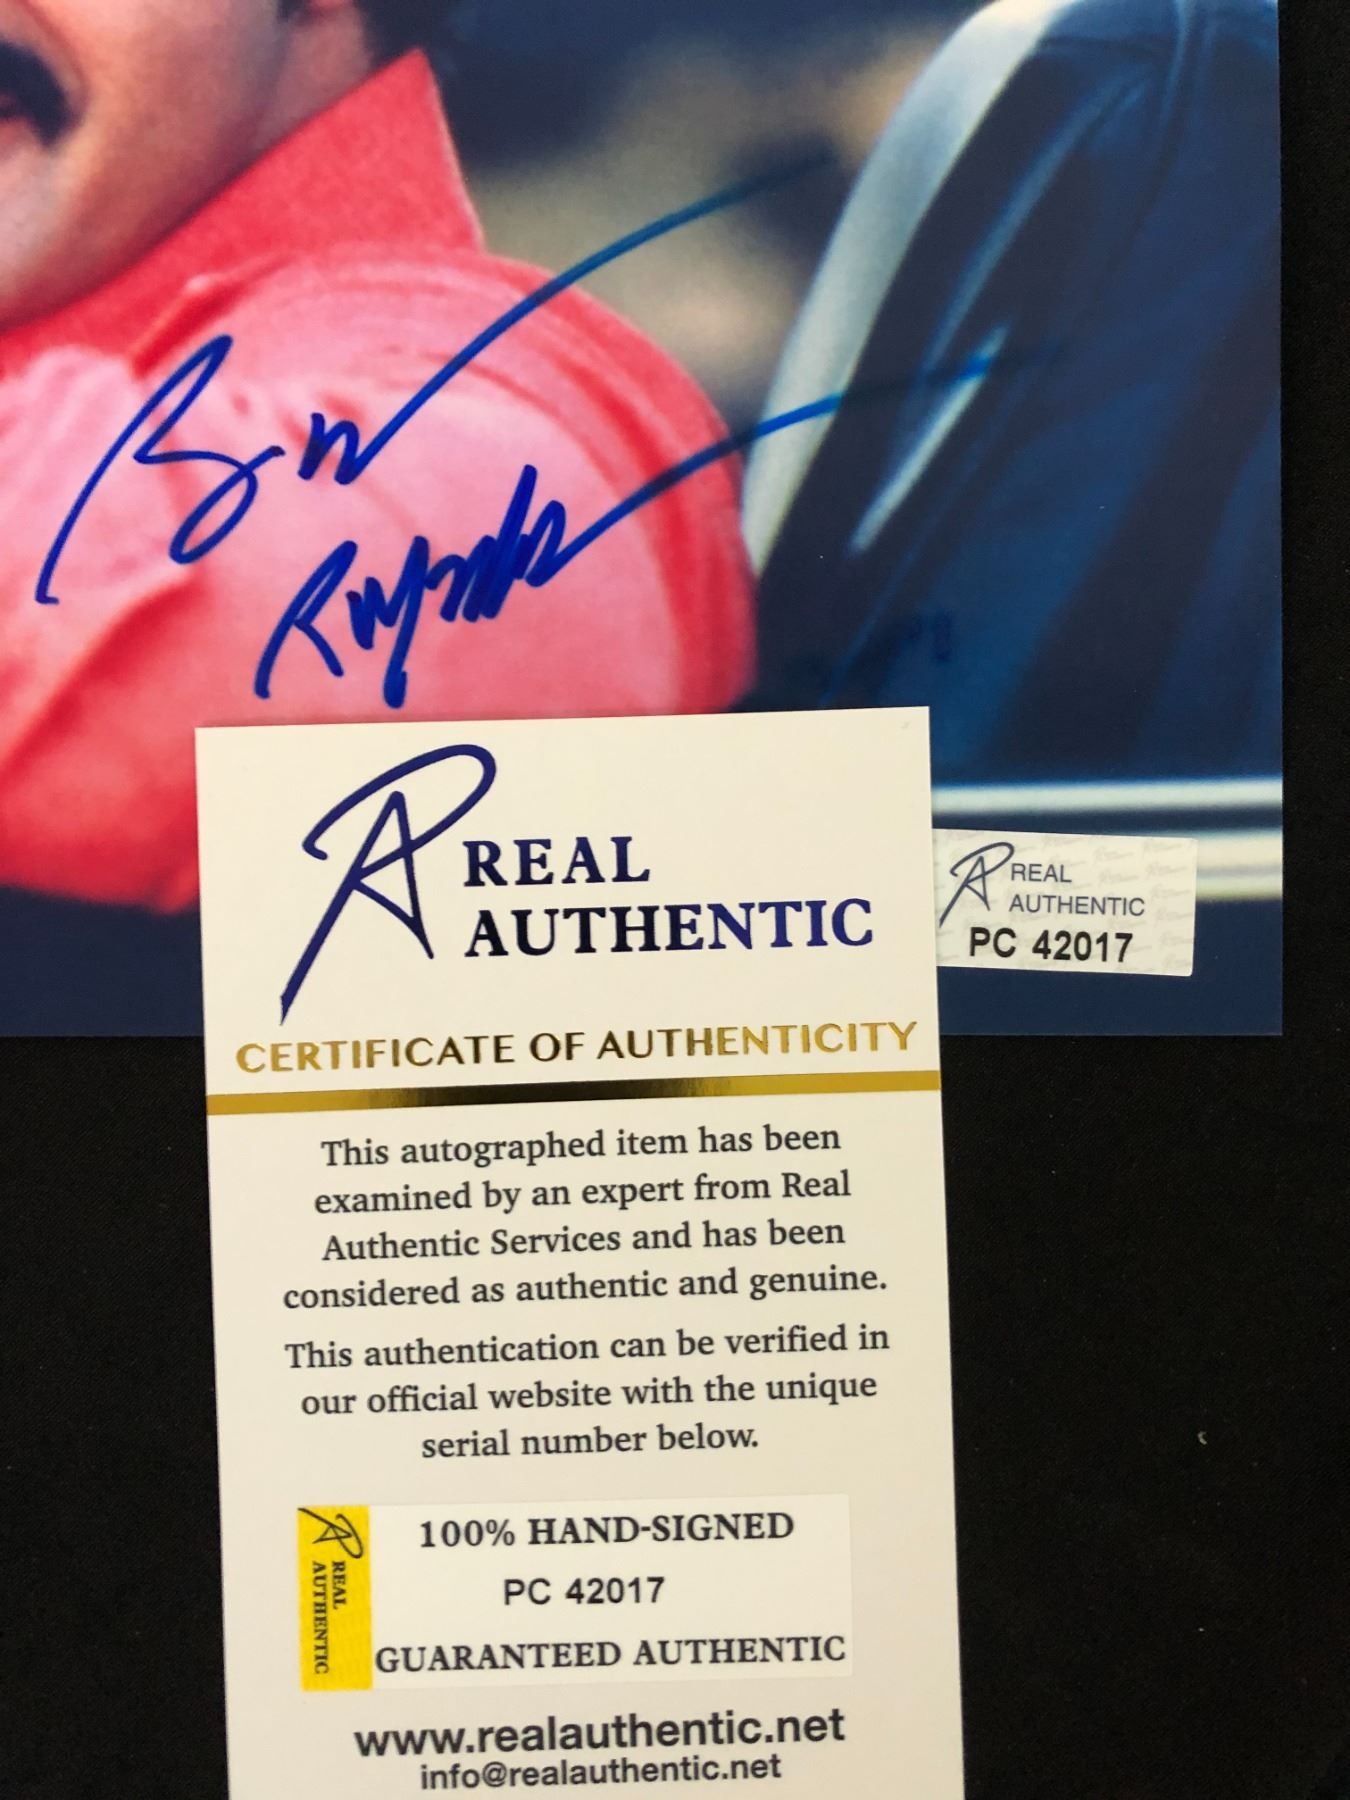 Burt
Reynolds
REAL
AUTHENTIC
PC 42017
REAL
AUTHENTIC
CERTIFICATE OF AUTHENTICITY
This autographed item has been
examined by an expert from Real
Authentic Services and has been
considered as authentic and genuine.
This authentication can be verified in
our official website with the unique
serial number below.
REAL
AUTHENTIC
100% HAND-SIGNED
PC 42017
GUARANTEED AUTHENTIC
www.realauthentic.net
info@realauthentic.net